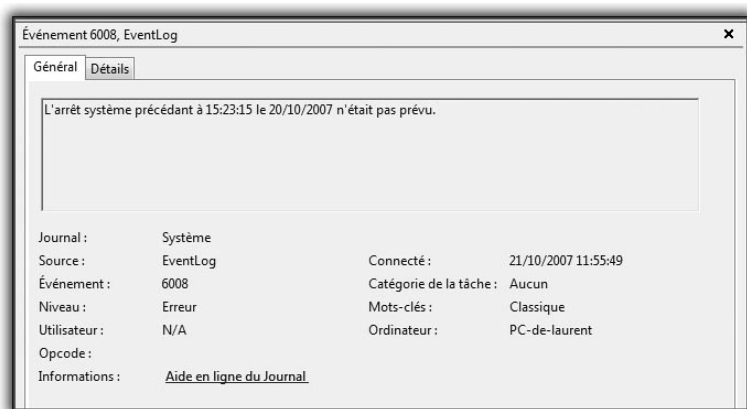 Événement 6008, EventLog
Général Détails
L'arrêt système précédant à 15:23:15 le 20/10/2007 n'était pas prévu.
Journal : Système
Source : EventLog Connecté : 21/10/2007 11:55:49
Événement : 6008 Catégorie de la tâche : Aucun
Niveau : Erreur Mots-clés : Classique
Utilisateur : N/A Ordinateur : PC-de-laurent
Opcode :
Informations : Aide en ligne du Journal